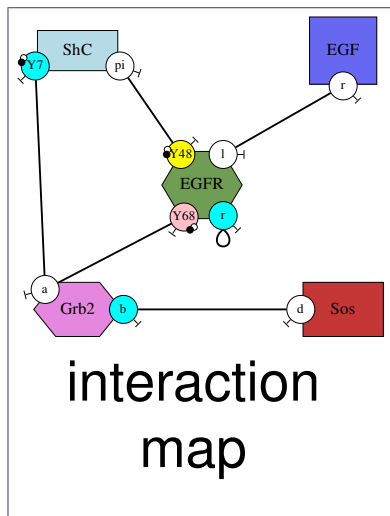 ShC
EGF
Y7
pi
r
Y48
l
EGFR
Y68
r
a
Grb2
b
d
Sos
interaction
map